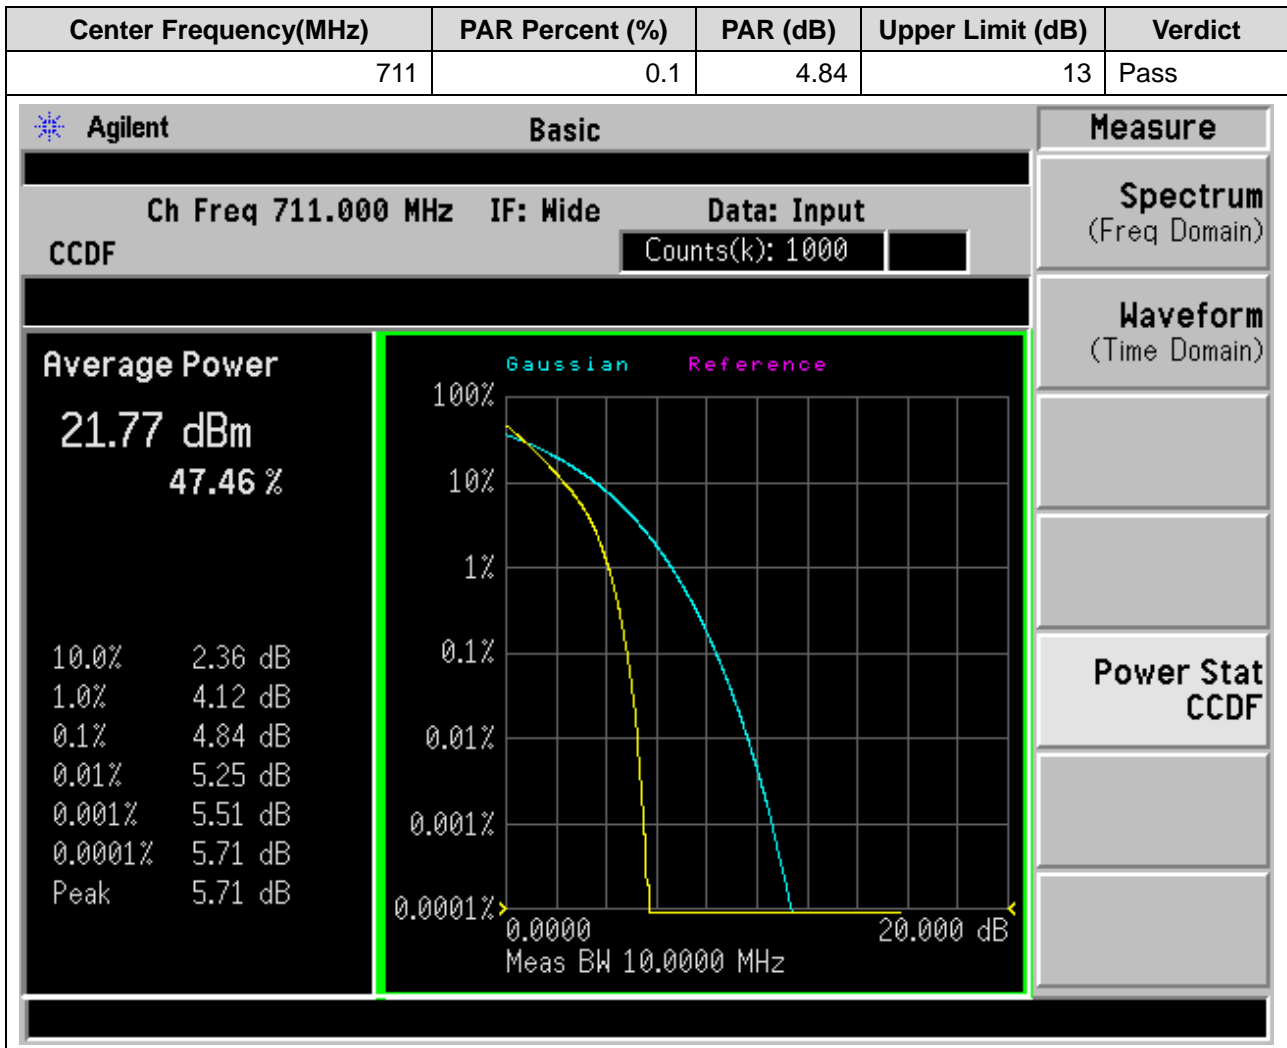 Center Frequency(MHz) PAR Percent (%) PAR (dB) Upper Limit (dB) Verdict
711 0.1 4.84 13 Pass
Agilent Basic Measure
Ch Freq 711.000 MHz IF: Wide Data: Input
CCDF Counts(k): 1000
Spectrum
(Freq Domain)
Waveform
(Time Domain)
Power Stat
CCDF
Average Power
21.77 dBm
47.46 %
10.0% 2.36 dB
1.0% 4.12 dB
0.1% 4.84 dB
0.01% 5.25 dB
0.001% 5.51 dB
0.0001% 5.71 dB
Peak 5.71 dB
Gaussian Reference
100%
10%
1%
0.1%
0.01%
0.001%
0.0001%
0.0000 20.000 dB
Meas BW 10.0000 MHz